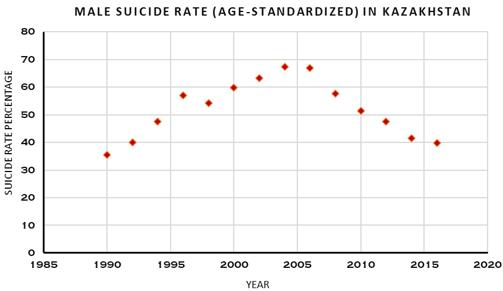 MALE SUICIDE RATE (AGE-STANDARDIZED) IN KAZAKHSTAN
SUICIDE RATE PERCENTAGE
80
70
60
50
40
30
20
10
0
1985 1990 1995 2000 2005 2010 2015 2020
YEAR